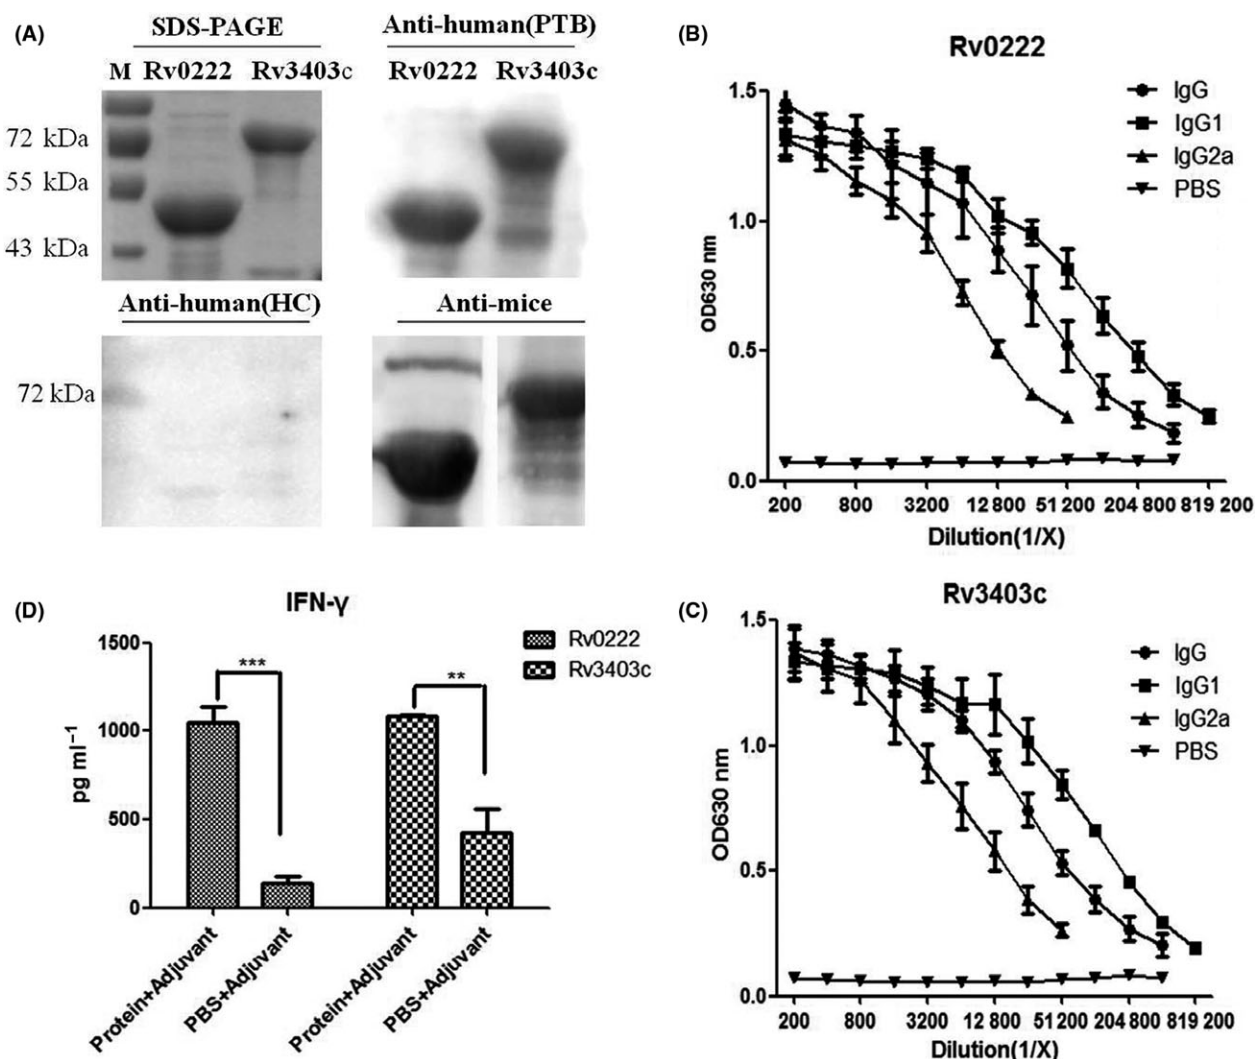 (A)
SDS-PAGE
Anti-human(PTB)
M Rv0222 Rv3403c
Rv0222 Rv3403c
72 kDa
55 kDa
43 kDa
Anti-human(HC)
Anti-mice
72 kDa
(B)
Rv0222
IgG
IgG1
IgG2a
PBS
OD630 nm
1.5
1.0
0.5
0.0
200 800 3200 12 800 51 200 204 800 819 200
Dilution(1/X)
(D)
IFN-γ
Rv0222
Rv3403c
pg ml⁻¹
1500
1000
500
0
***
**
Protein+Adjuvant
PBS+Adjuvant
Protein+Adjuvant
PBS+Adjuvant
(C)
Rv3403c
IgG
IgG1
IgG2a
PBS
OD630 nm
1.5
1.0
0.5
0.0
200 800 3200 12 800 51 200 204 800 819 200
Dilution(1/X)